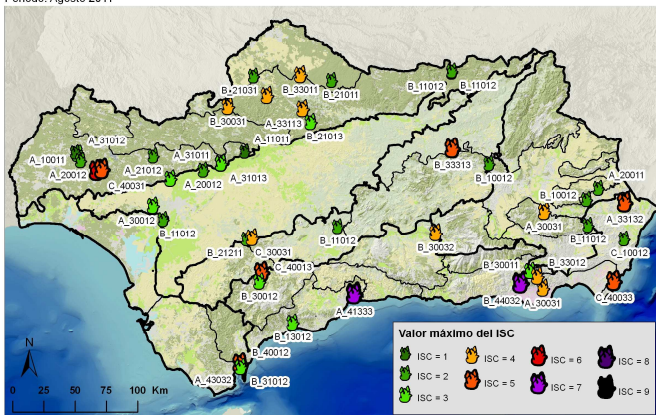 Periodo: Agosto 2011
B_21031
B_33011
B_21011
B_11012
B_11012
B_30031
A_33113
B_21013
A_11011
A_31012
A_10011
A_31011
A_21012
A_20012
A_20012
A_31013
C_40031
B_33313
B_10012
A_20011
B_10012
A_33132
A_30031
A_30012
B_11012
B_11012
B_30032
B_11012
C_10012
B_21211
C_30031
C_40013
B_30011
B_33012
B_30012
A_41333
B_44032
A_30031
C_40033
B_13012
B_40012
A_43032
B_31012
N
0 25 50 100 Km
Valor máximo del ISC
ISC = 1
ISC = 4
ISC = 6
ISC = 8
ISC = 2
ISC = 5
ISC = 7
ISC = 9
ISC = 3